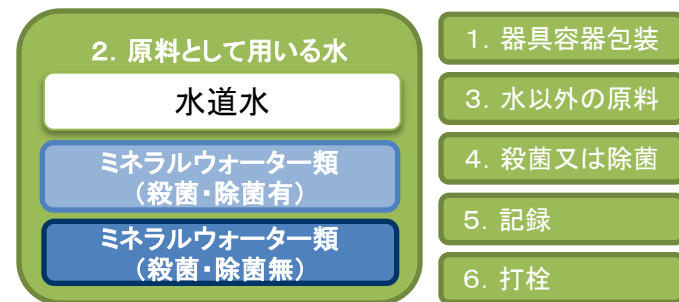 2．原料として用いる水
水道水
ミネラルウォーター類
（殺菌・除菌有）
ミネラルウォーター類
（殺菌・除菌無）
1．器具容器包装
3．水以外の原料
4．殺菌又は除菌
5．記録
6．打栓